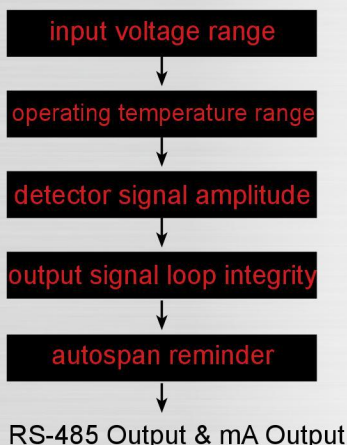 input voltage range
operating temperature range
detector signal amplitude
output signal loop integrity
autospan reminder
RS-485 Output & mA Output